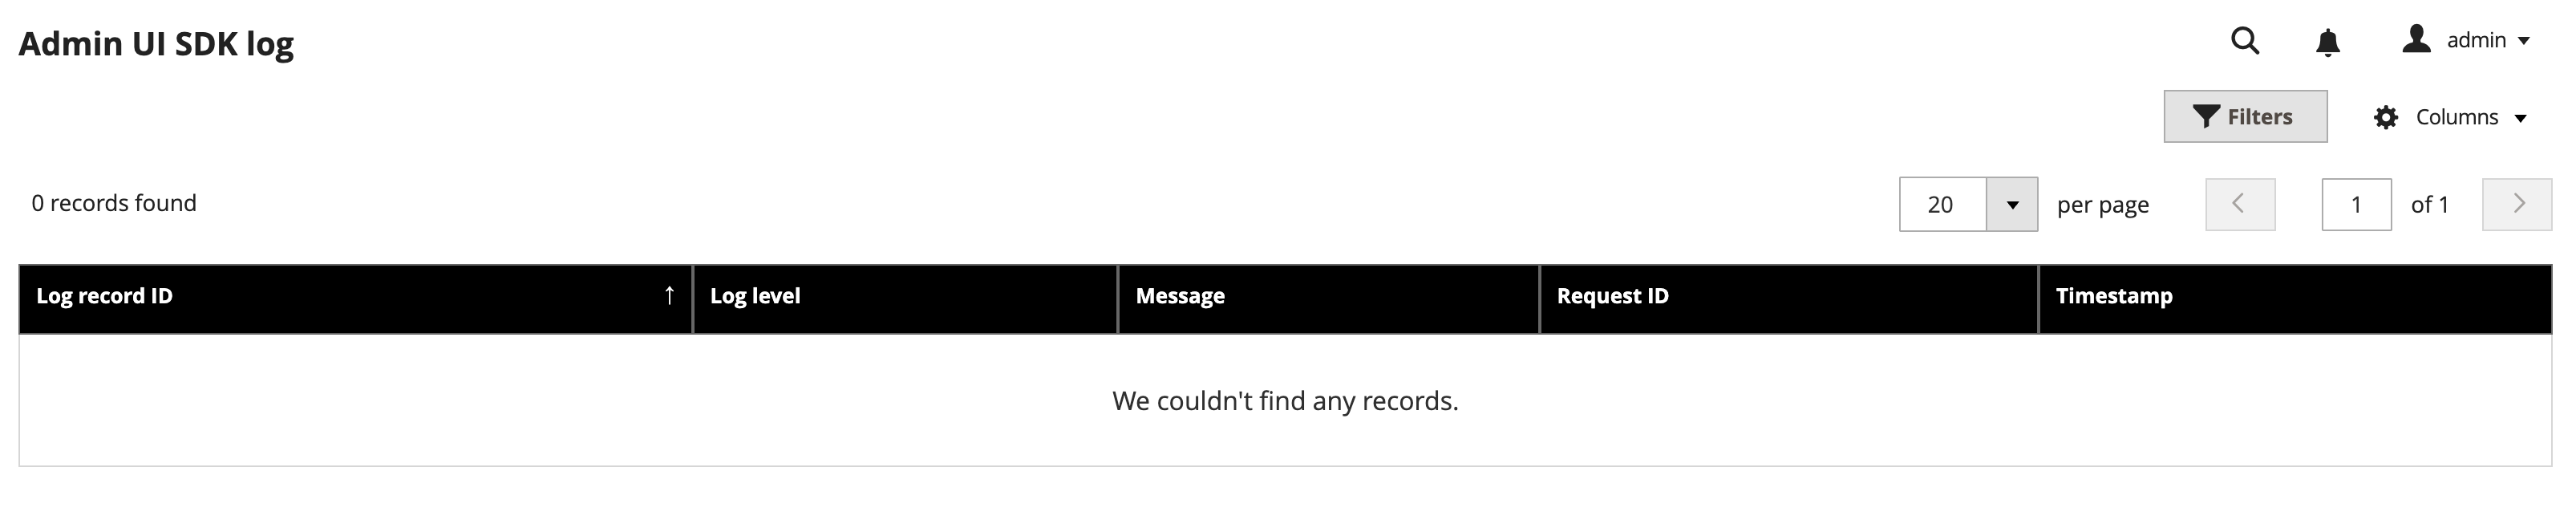 Admin UI SDK log
admin
Filters
Columns
0 records found
20
per page
1
of 1
Log record ID ↑
Log level
Message
Request ID
Timestamp
We couldn't find any records.